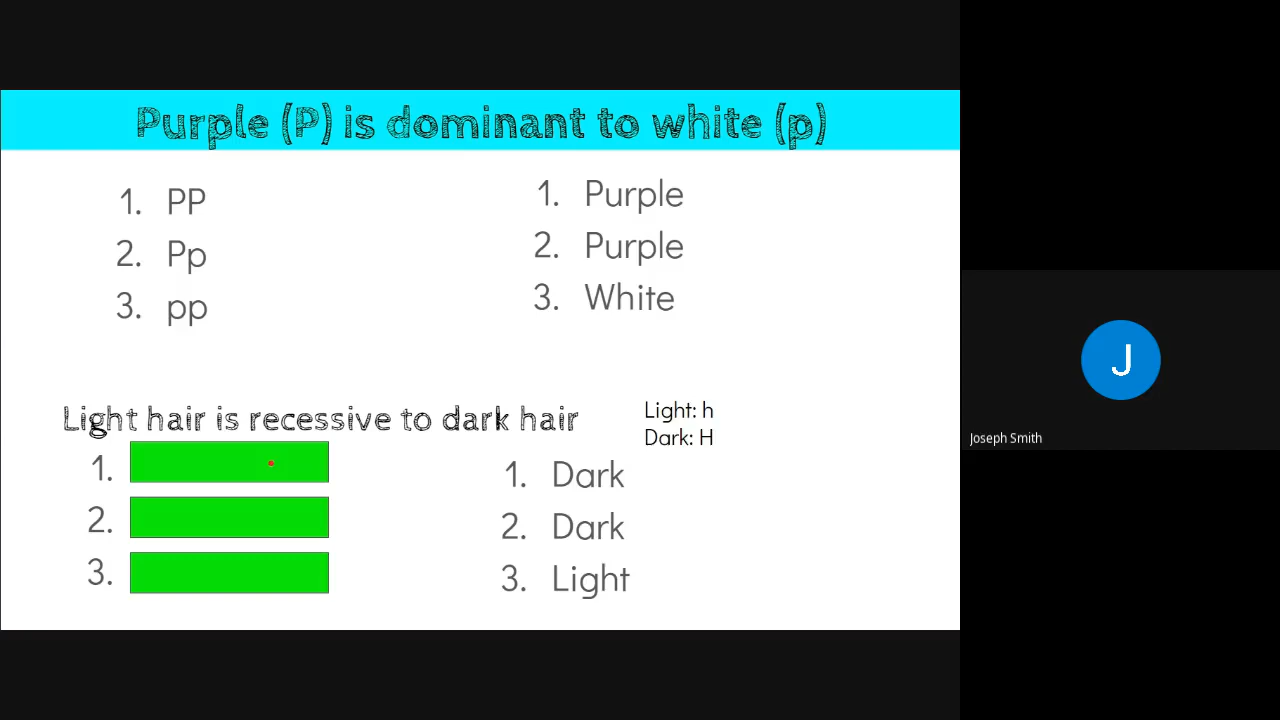 Purple (P) is dominant to white (p)
1. PP
2. Pp
3. pp
1. Purple
2. Purple
3. White
Light hair is recessive to dark hair
Light: h
Dark: H
1.
2.
3.
1. Dark
2. Dark
3. Light
J
Joseph Smith